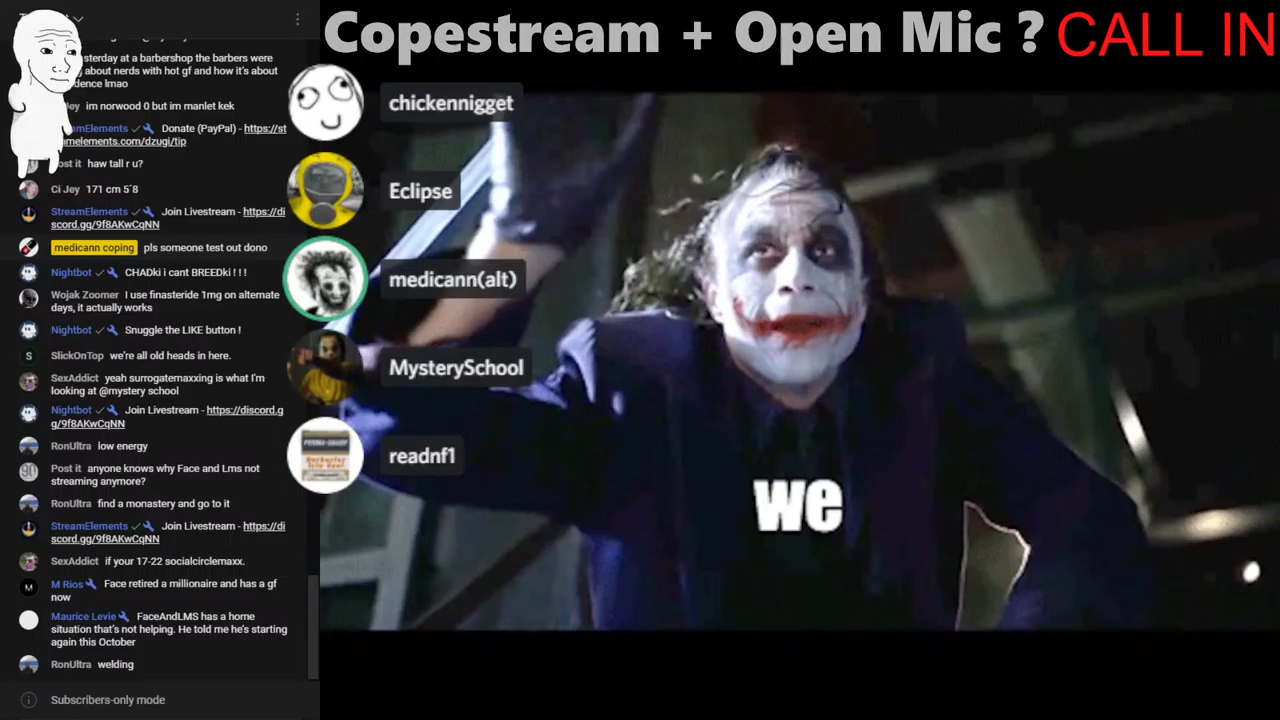 Copestream + Open Mic ? CALL IN
sterday at a barbershop the barbers were
about nerds with hot gf and how it's about
dence lmao
ey im norwood 0 but im manlet kek
amElements Donate (PayPal) - https://st
amelements.com/dzugi/tip
ost it haw tall r u?
Ci Jey 171 cm 5´8
StreamElements Join Livestream - https://di
scord.gg/9f8AKwCqNN
medicann coping pls someone test out dono
Nightbot CHADki i cant BREEDki ! ! !
Wojak Zoomer I use finasteride 1mg on alternate
days, it actually works
Nightbot Snuggle the LIKE button !
S SlickOnTop we're all old heads in here.
SexAddict yeah surrogatemaxxing is what I'm
looking at @mystery school
Nightbot Join Livestream - https://discord.g
g/9f8AKwCqNN
RonUltra low energy
Post it anyone knows why Face and Lms not
streaming anymore?
RonUltra find a monastery and go to it
StreamElements Join Livestream - https://di
scord.gg/9f8AKwCqNN
SexAddict if your 17-22 socialcirclemaxx.
M M Rios Face retired a millionaire and has a gf
now
Maurice Levie FaceAndLMS has a home
situation that's not helping. He told me he's starting
again this October
RonUltra welding
Subscribers-only mode
chickennigget
Eclipse
medicann(alt)
MysterySchool
readnf1
we